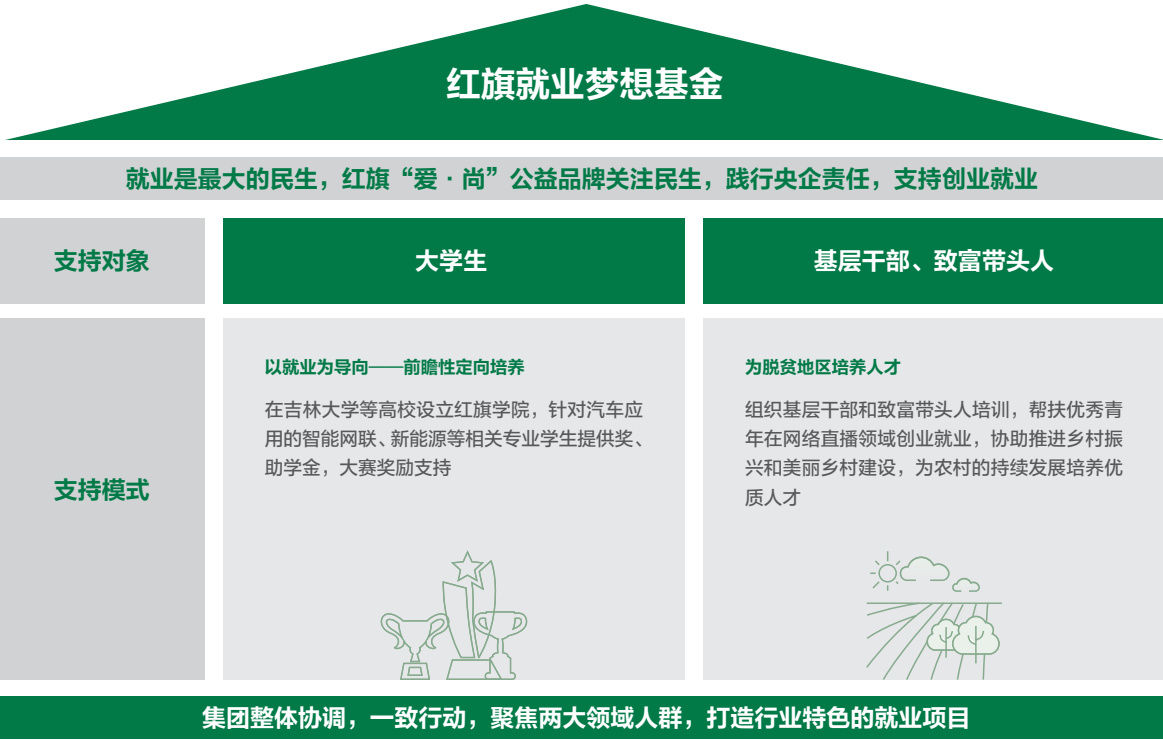 红旗就业梦想基金
就业是最大的民生，红旗“爱·尚”公益品牌关注民生，践行央企责任，支持创业就业
支持对象
大学生
基层干部、致富带头人
支持模式
以就业为导向——前瞻性定向培养
在吉林大学等高校设立红旗学院，针对汽车应
用的智能网联、新能源等相关专业学生提供奖、
助学金，大赛奖励支持
为脱贫地区培养人才
组织基层干部和致富带头人培训，帮扶优秀青
年在网络直播领域创业就业，协助推进乡村振
兴和美丽乡村建设，为农村的持续发展培养优
质人才
集团整体协调，一致行动，聚焦两大领域人群，打造行业特色的就业项目